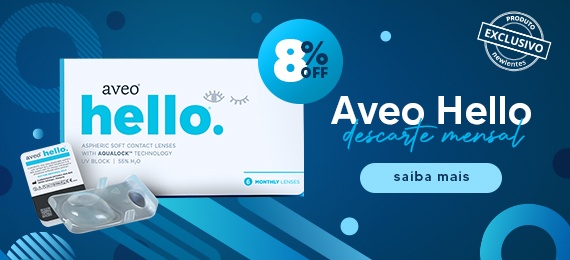 PRODUTO
EXCLUSIVO
newlentes
8%
OFF
aveo
hello.
ASPHERIC SOFT CONTACT LENSES
WITH AQUALOCK™ TECHNOLOGY
UV BLOCK | 55% H₂O
6 MONTHLY LENSES
aveo hello.
Aveo Hello
descarte mensal
saiba mais